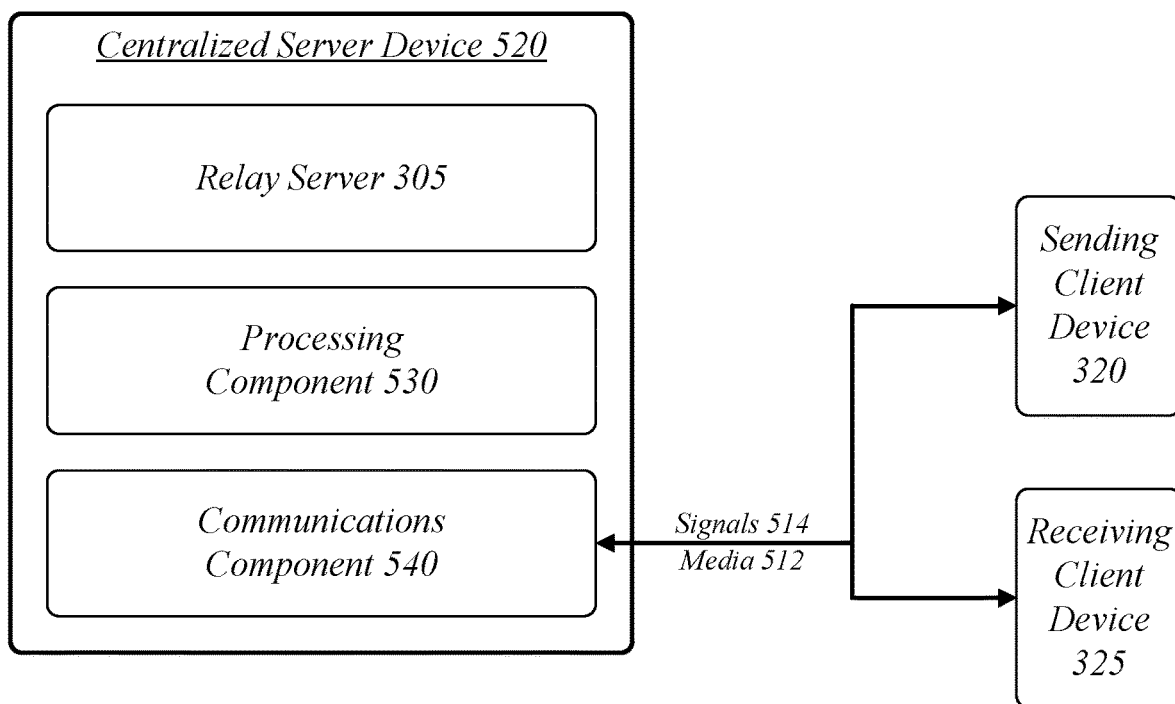 Centralized Server Device 520
Relay Server 305
Processing
Component 530
Communications
Component 540
Signals 514
Media 512
Sending
Client
Device
320
Receiving
Client
Device
325